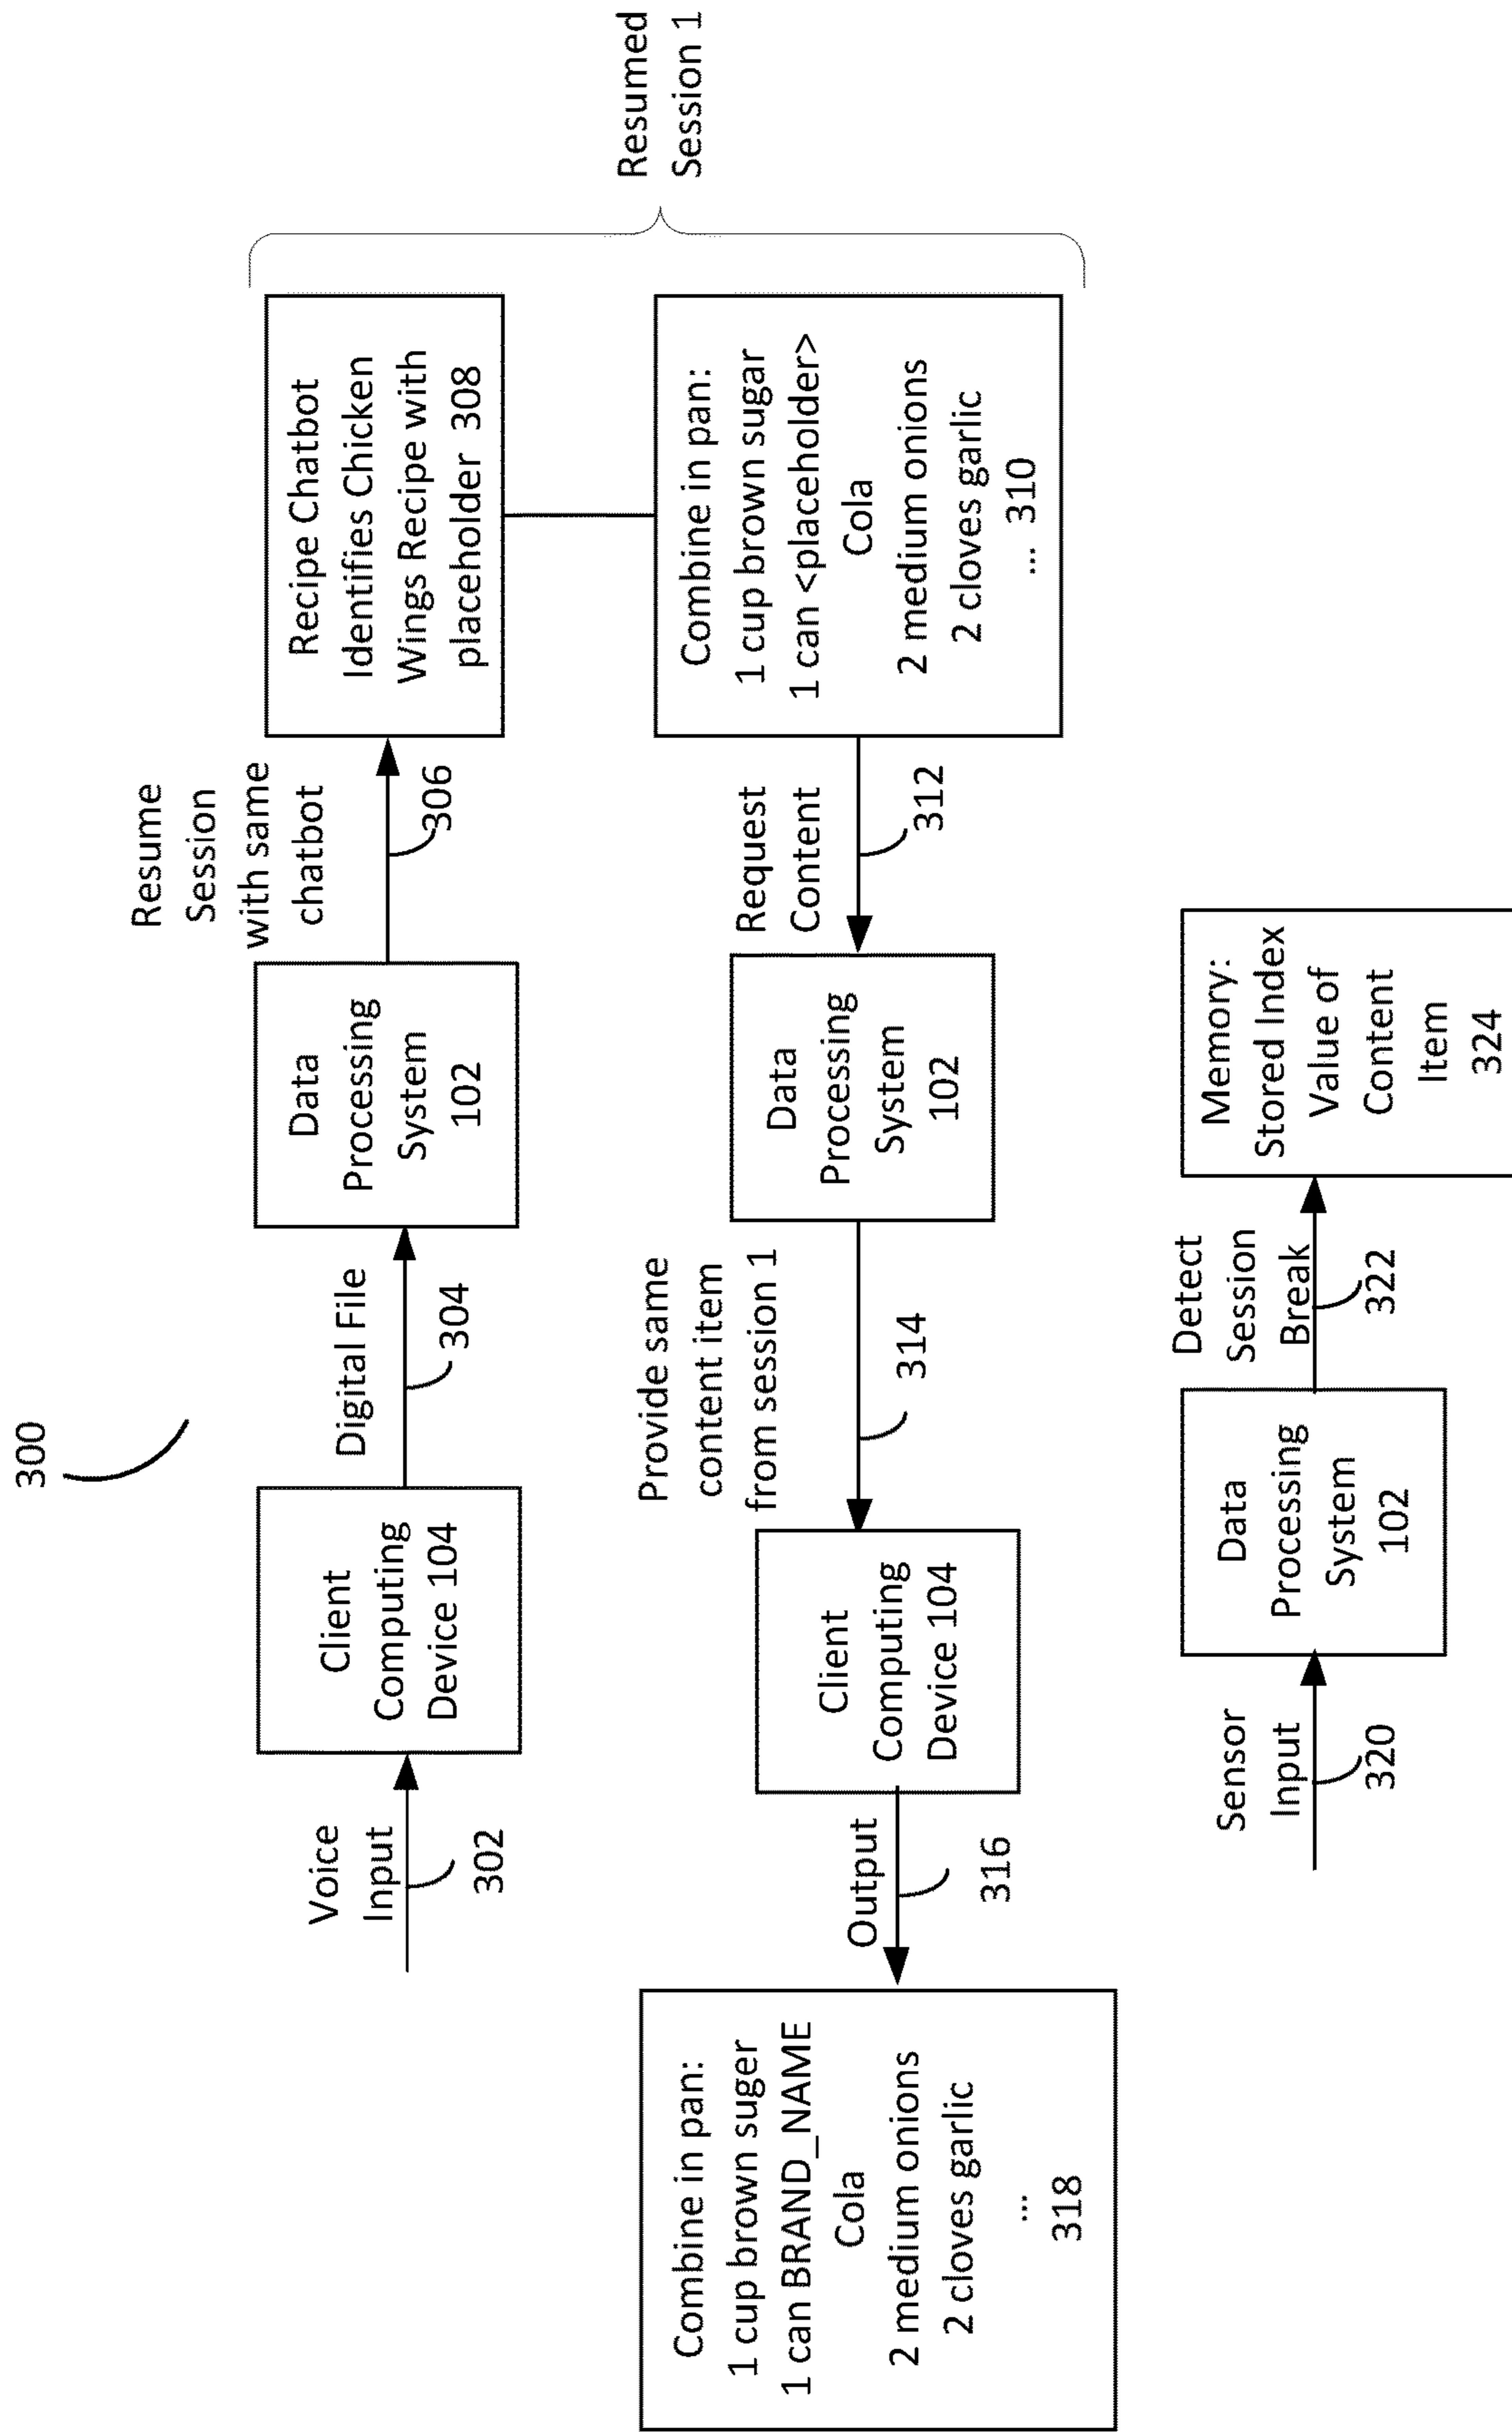 300
Voice
Input
302
Client
Computing
Device 104
Digital File
304
Data
Processing
System
102
Resume
Session
with same
chatbot
306
Recipe Chatbot
Identifies Chicken
Wings Recipe with
placeholder 308
Resumed
Session 1
Combine in pan:
1 cup brown sugar
1 can <placeholder>
Cola
2 medium onions
2 cloves garlic
... 310
Request
Content
312
Data
Processing
System
102
Provide same
content item
from session 1
314
Client
Computing
Device 104
Output
316
Combine in pan:
1 cup brown suger
1 can BRAND_NAME
Cola
2 medium onions
2 cloves garlic
...
318
Sensor
Input
320
Data
Processing
System
102
Detect
Session
Break
322
Memory:
Stored Index
Value of
Content
Item
324